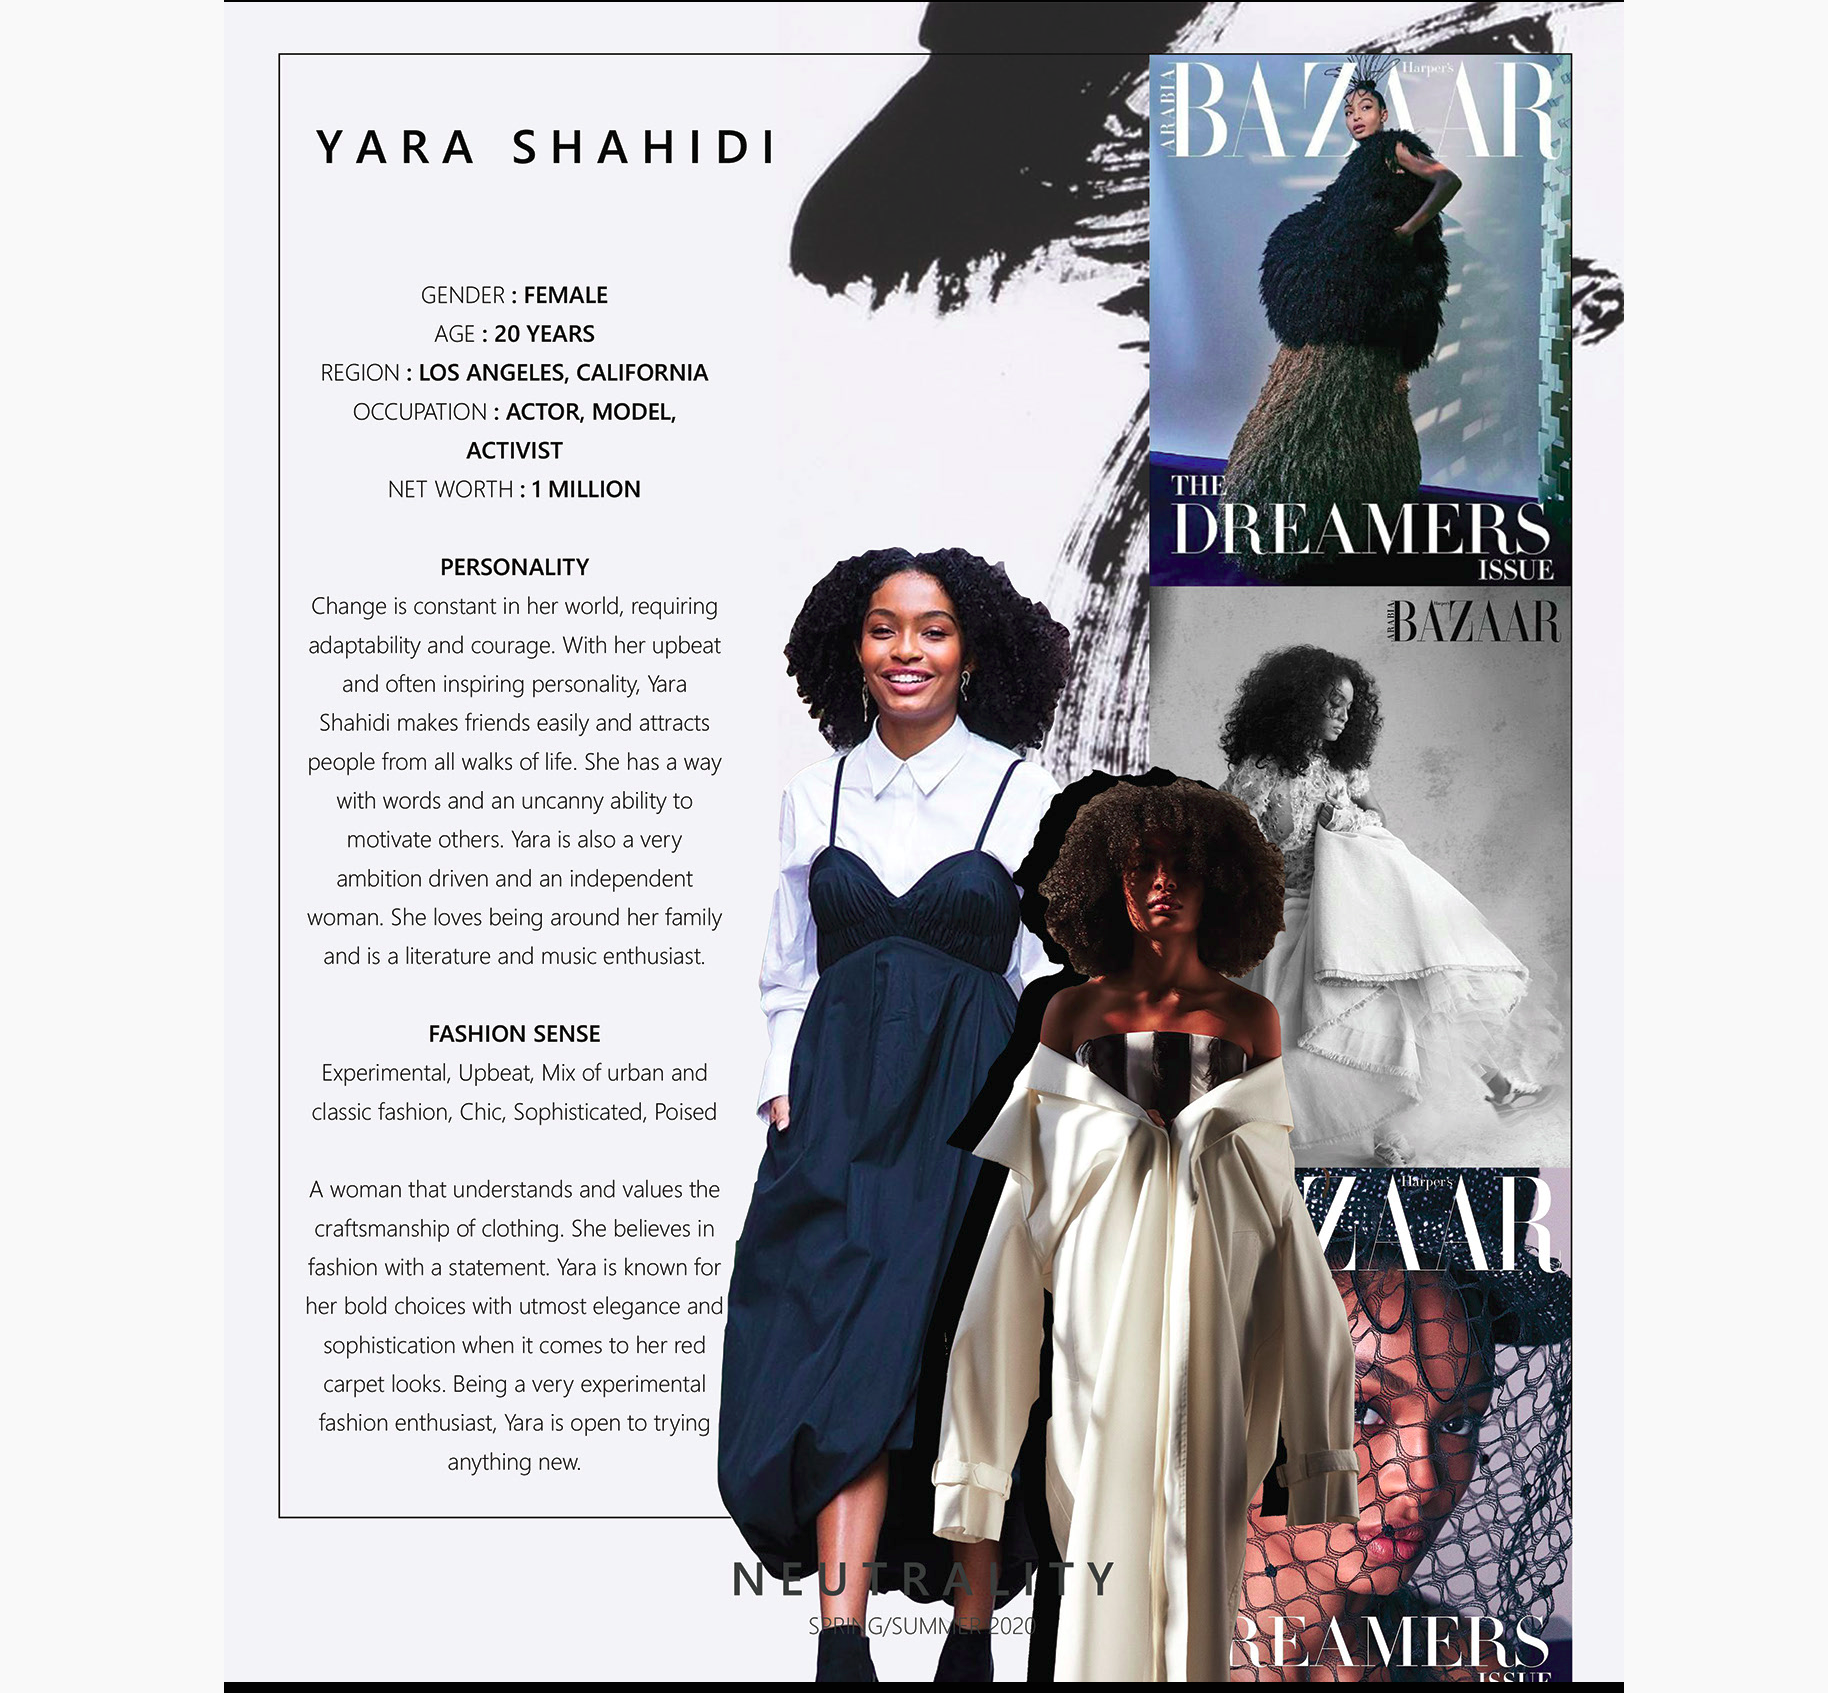 YARA SHAHIDI
GENDER : FEMALE
AGE : 20 YEARS
REGION : LOS ANGELES, CALIFORNIA
OCCUPATION : ACTOR, MODEL,
ACTIVIST
NET WORTH : 1 MILLION
PERSONALITY
Change is constant in her world, requiring
adaptability and courage. With her upbeat
and often inspiring personality, Yara
Shahidi makes friends easily and attracts
people from all walks of life. She has a way
with words and an uncanny ability to
motivate others. Yara is also a very
ambition driven and an independent
woman. She loves being around her family
and is a literature and music enthusiast.
FASHION SENSE
Experimental, Upbeat, Mix of urban and
classic fashion, Chic, Sophisticated, Poised
A woman that understands and values the
craftsmanship of clothing. She believes in
fashion with a statement. Yara is known for
her bold choices with utmost elegance and
sophistication when it comes to her red
carpet looks. Being a very experimental
fashion enthusiast, Yara is open to trying
anything new.
Harper's
ARABIA
BAZAAR
THE
DREAMERS
ISSUE
Harper's
ARABIA
BAZAAR
Harper's
ZAAR
REAMERS
ISSUE
NEUTRALITY
SPRING/SUMMER 2020